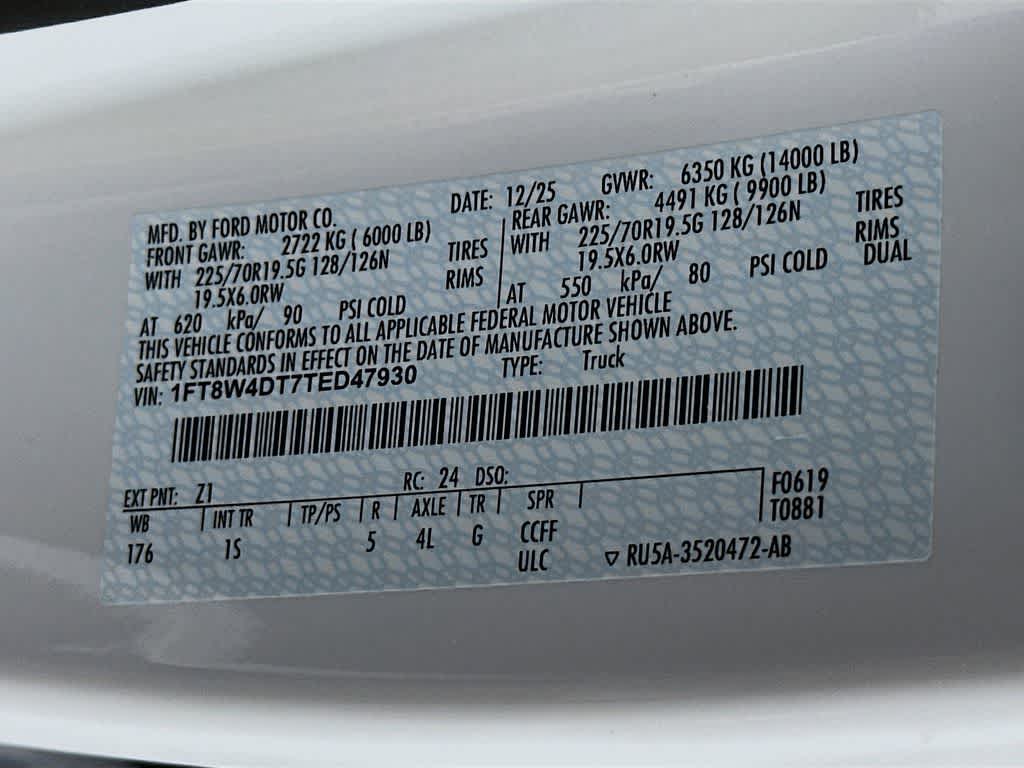 MFD. BY FORD MOTOR CO.
DATE: 12/25 GVWR: 6350 KG (14000 LB)
FRONT GAWR: 2722 KG ( 6000 LB)
WITH 225/70R19.5G 128/126N TIRES
19.5X6.0RW RIMS
AT 620 kPa/ 90 PSI COLD
REAR GAWR: 4491 KG ( 9900 LB)
WITH 225/70R19.5G 128/126N TIRES
19.5X6.0RW RIMS
AT 550 kPa/ 80 PSI COLD DUAL
THIS VEHICLE CONFORMS TO ALL APPLICABLE FEDERAL MOTOR VEHICLE
SAFETY STANDARDS IN EFFECT ON THE DATE OF MANUFACTURE SHOWN ABOVE.
VIN: 1FT8W4DT7TED47930 TYPE: Truck
EXT PNT: Z1 RC: 24 DSO:
WB INT TR TP/PS R AXLE TR SPR
176 1S 5 4L G CCFF
ULC
F0619
T0881
▽ RU5A-3520472-AB